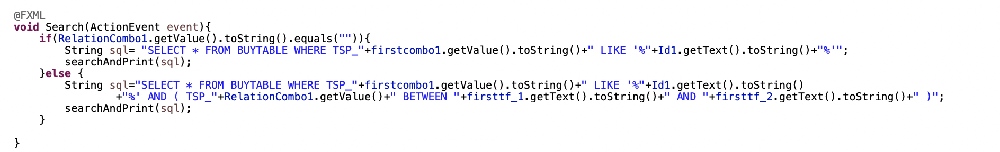 @FXML
void Search(ActionEvent event){
    if(RelationCombo1.getValue().toString().equals("")){
        String sql= "SELECT * FROM BUYTABLE WHERE TSP_"+firstcombo1.getValue().toString()+" LIKE '%"+Id1.getText().toString()+"%'";
        searchAndPrint(sql);
    }else {
        String sql="SELECT * FROM BUYTABLE WHERE TSP_"+firstcombo1.getValue().toString()+" LIKE '%"+Id1.getText().toString()
                +"%' AND ( TSP_"+RelationCombo1.getValue()+" BETWEEN "+firsttf_1.getText().toString()+" AND "+firsttf_2.getText().toString()+" )";
        searchAndPrint(sql);
    }
}